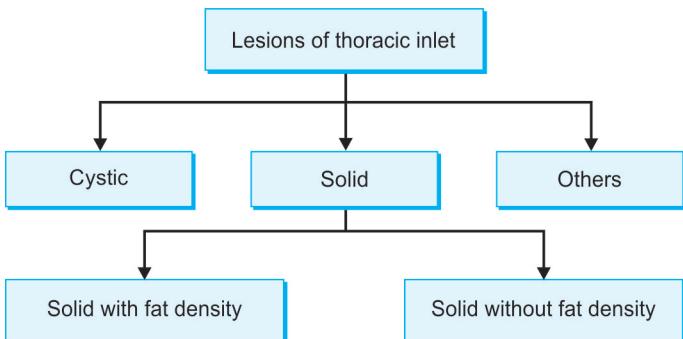 Lesions of thoracic inlet
Cystic
Solid
Others
Solid with fat density
Solid without fat density